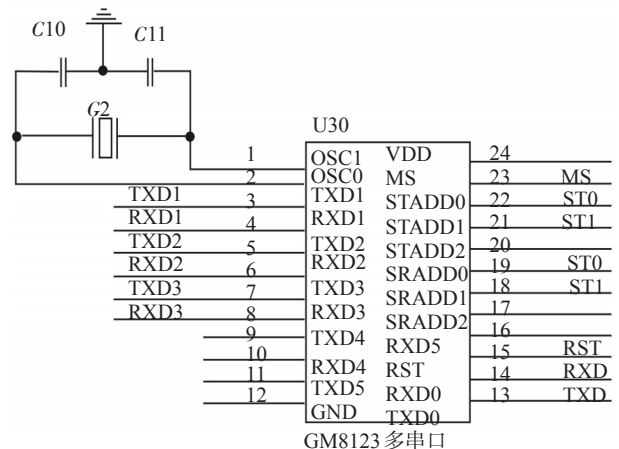 C10
C11
G2
U30
1 OSC1 VDD 24
2 OSC0 MS 23 MS
TXD1 3 TXD1 STADD0 22 ST0
RXD1 4 RXD1 STADD1 21 ST1
TXD2 5 TXD2 STADD2 20
RXD2 6 RXD2 SRADD0 19 ST0
TXD3 7 TXD3 SRADD1 18 ST1
RXD3 8 RXD3 SRADD2 17
9 TXD4 RXD5 16
10 RXD4 RST 15 RST
11 TXD5 RXD0 14 RXD
12 GND TXD0 13 TXD
GM8123多串口